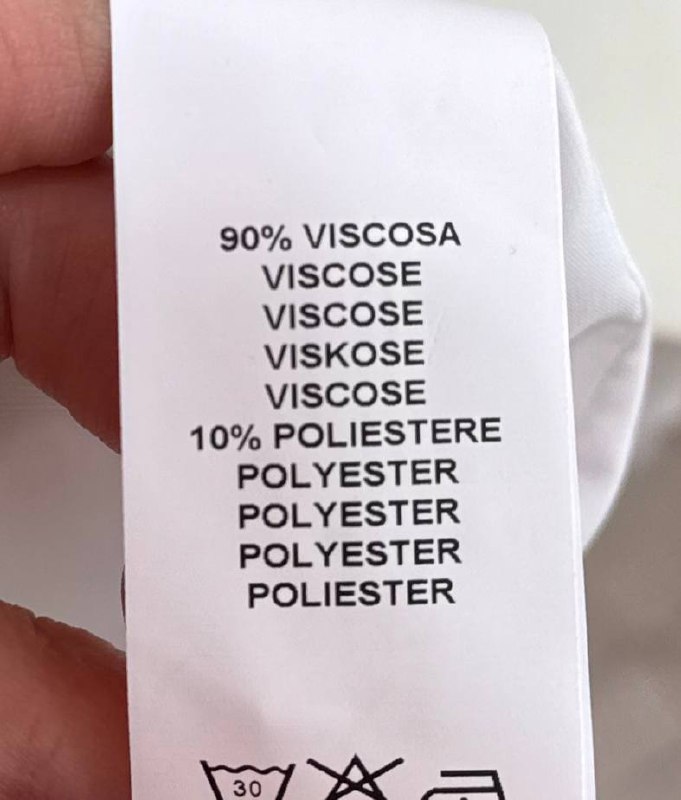 90% VISCOSA
VISCOSE
VISCOSE
VISKOSE
VISCOSE
10% POLIESTERE
POLYESTER
POLYESTER
POLYESTER
POLIESTER
30